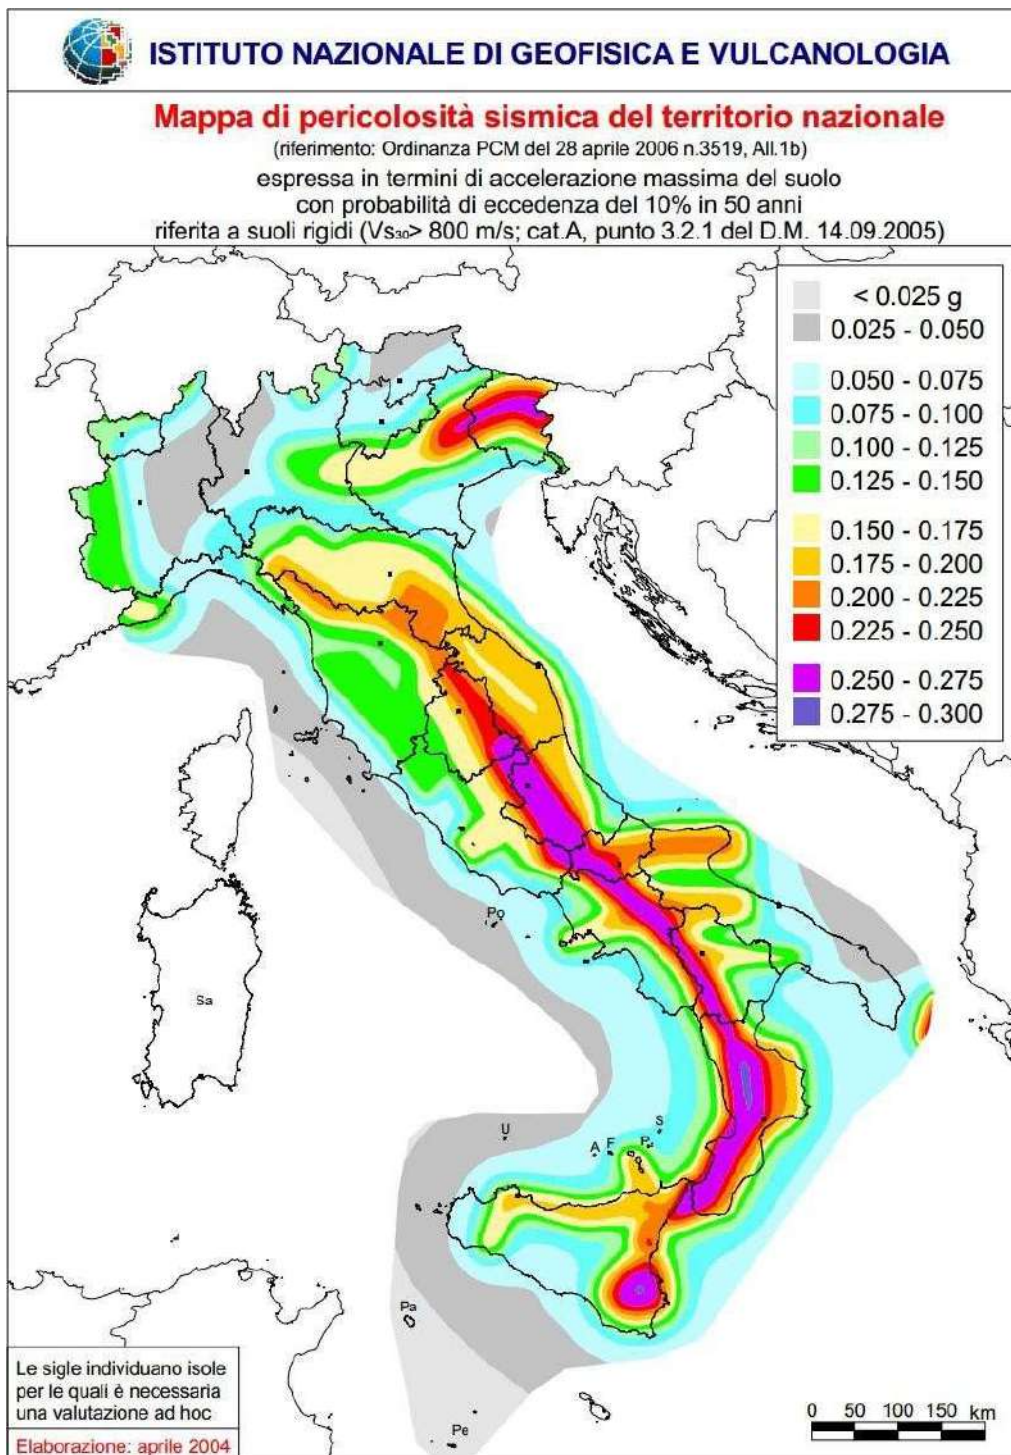 ISTITUTO NAZIONALE DI GEOFISICA E VULCANOLOGIA
Mappa di pericolosità sismica del territorio nazionale
(riferimento: Ordinanza PCM del 28 aprile 2006 n.3519, All.1b)
espressa in termini di accelerazione massima del suolo
con probabilità di eccedenza del 10% in 50 anni
riferita a suoli rigidi (Vs₃₀> 800 m/s; cat.A, punto 3.2.1 del D.M. 14.09.2005)
< 0.025 g
0.025 - 0.050
0.050 - 0.075
0.075 - 0.100
0.100 - 0.125
0.125 - 0.150
0.150 - 0.175
0.175 - 0.200
0.200 - 0.225
0.225 - 0.250
0.250 - 0.275
0.275 - 0.300
Po
Sa
U
S
A F P
Pa
Pe
Le sigle individuano isole
per le quali è necessaria
una valutazione ad hoc
Elaborazione: aprile 2004
0 50 100 150 km